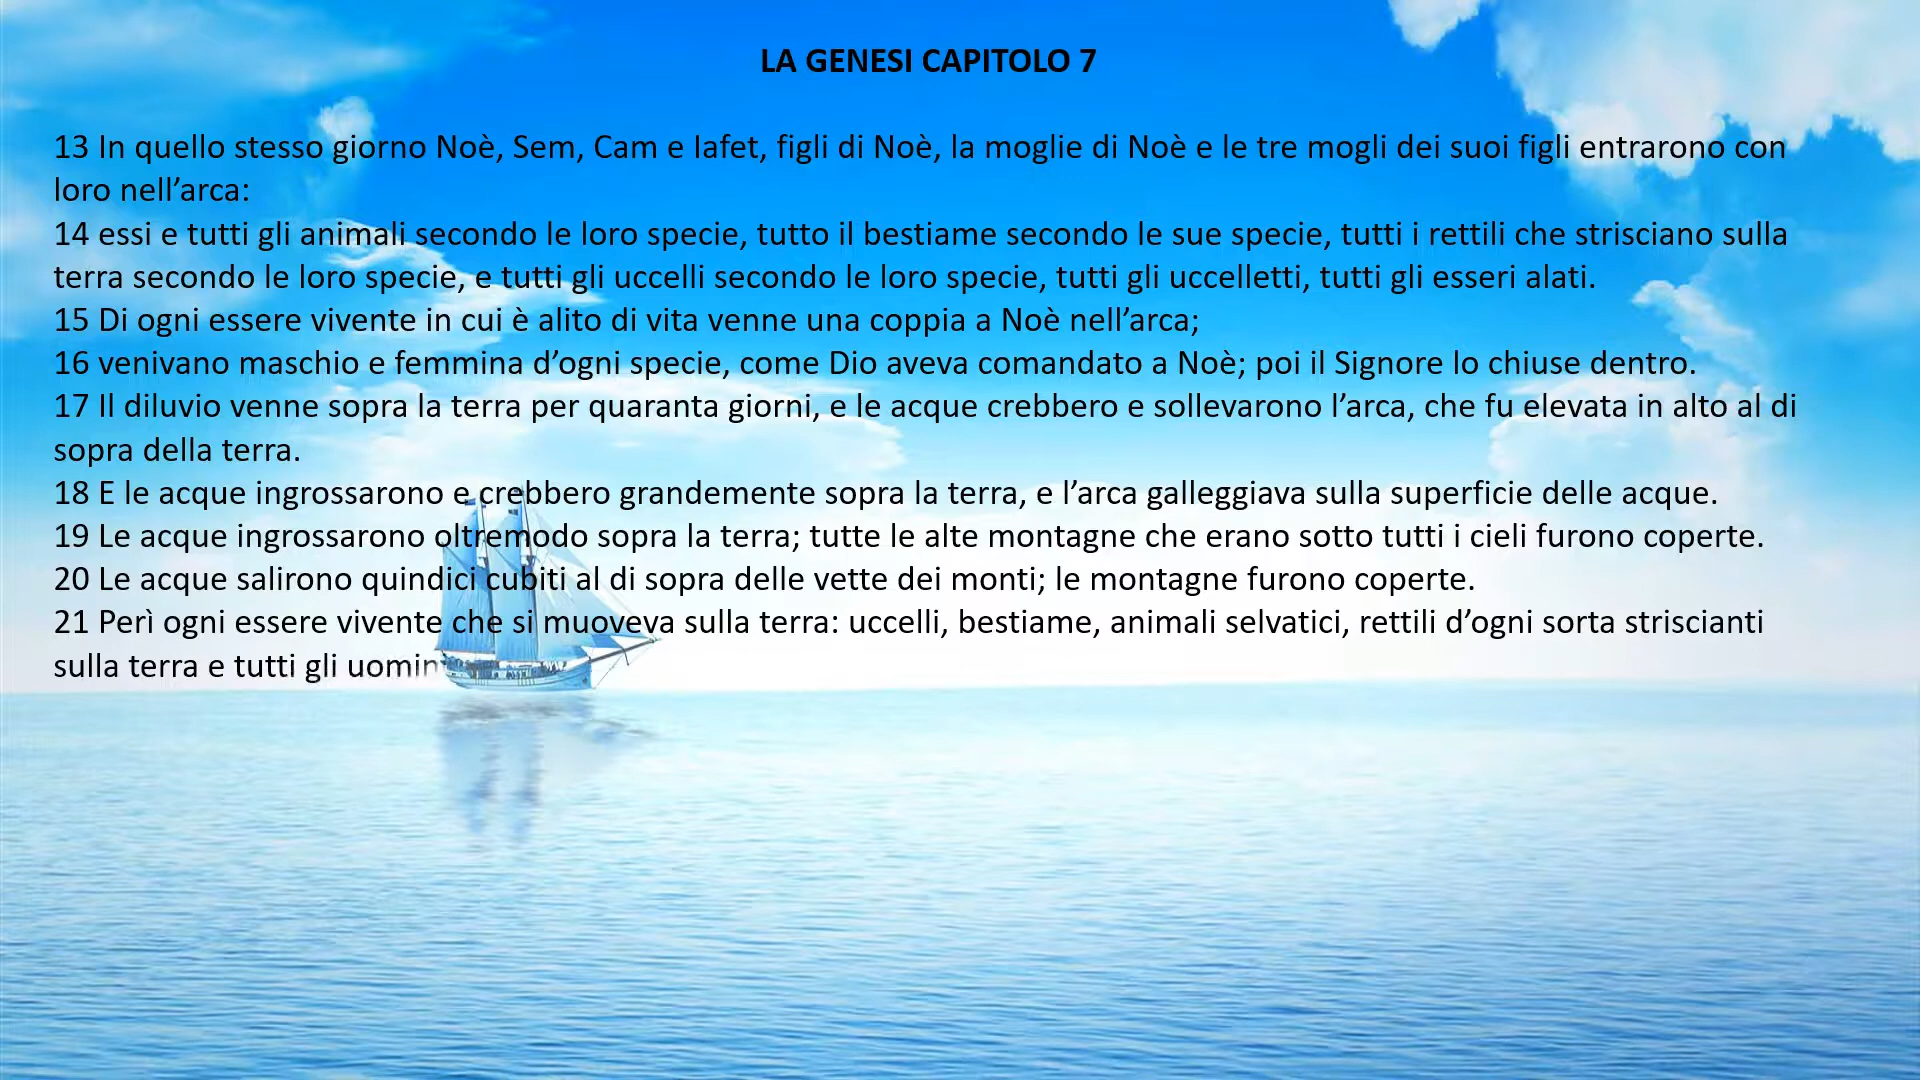 LA GENESI CAPITOLO 7
13 In quello stesso giorno Noè, Sem, Cam e Iafet, figli di Noè, la moglie di Noè e le tre mogli dei suoi figli entrarono con
loro nell’arca:
14 essi e tutti gli animali secondo le loro specie, tutto il bestiame secondo le sue specie, tutti i rettili che strisciano sulla
terra secondo le loro specie, e tutti gli uccelli secondo le loro specie, tutti gli uccelletti, tutti gli esseri alati.
15 Di ogni essere vivente in cui è alito di vita venne una coppia a Noè nell’arca;
16 venivano maschio e femmina d’ogni specie, come Dio aveva comandato a Noè; poi il Signore lo chiuse dentro.
17 Il diluvio venne sopra la terra per quaranta giorni, e le acque crebbero e sollevarono l’arca, che fu elevata in alto al di
sopra della terra.
18 E le acque ingrossarono e crebbero grandemente sopra la terra, e l’arca galleggiava sulla superficie delle acque.
19 Le acque ingrossarono oltremodo sopra la terra; tutte le alte montagne che erano sotto tutti i cieli furono coperte.
20 Le acque salirono quindici cubiti al di sopra delle vette dei monti; le montagne furono coperte.
21 Perì ogni essere vivente che si muoveva sulla terra: uccelli, bestiame, animali selvatici, rettili d’ogni sorta striscianti
sulla terra e tutti gli